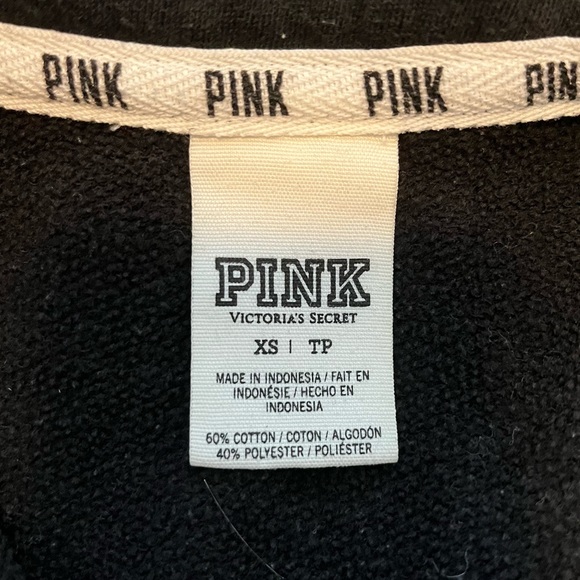 PINK PINK PINK PIN
PINK
VICTORIA'S SECRET
XS | TP
MADE IN INDONESIA / FAIT EN
INDONÉSIE / HECHO EN
INDONESIA
60% COTTON / COTON / ALGODÓN
40% POLYESTER / POLIÉSTER